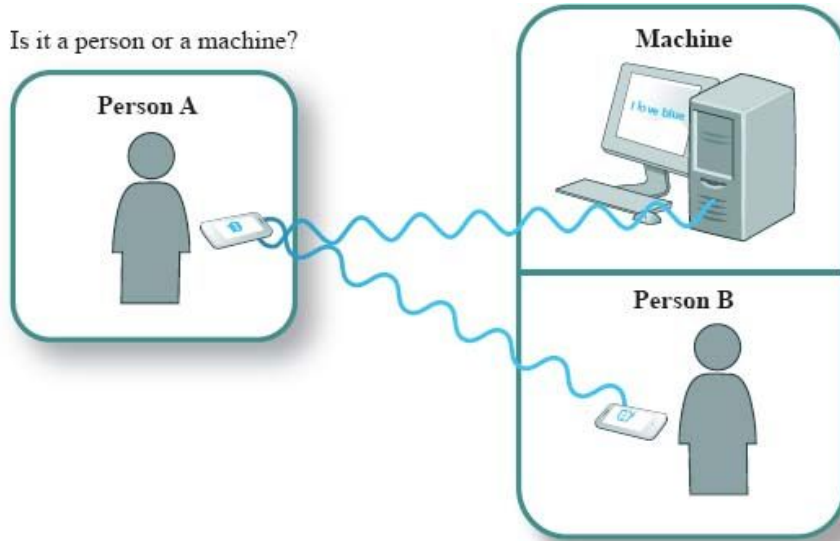 Is it a person or a machine?
Machine
Person A
I love blue
Person B